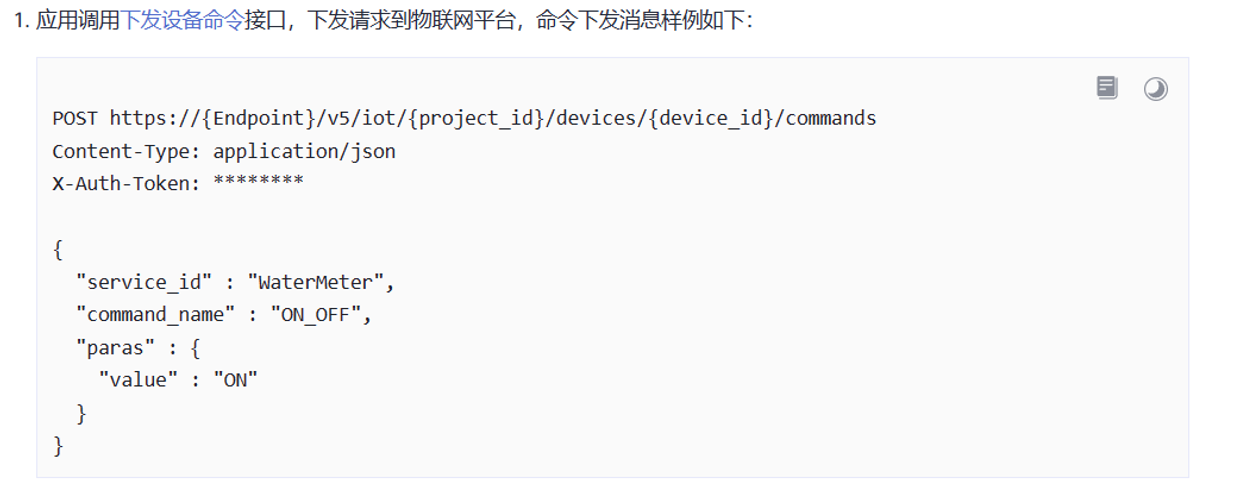 1. 应用调用下发设备命令接口，下发请求到物联网平台，命令下发消息样例如下：
POST https://{Endpoint}/v5/iot/{project_id}/devices/{device_id}/commands
Content-Type: application/json
X-Auth-Token: ********
{
"service_id" : "WaterMeter",
"command_name" : "ON_OFF",
"paras" : {
"value" : "ON"
}
}